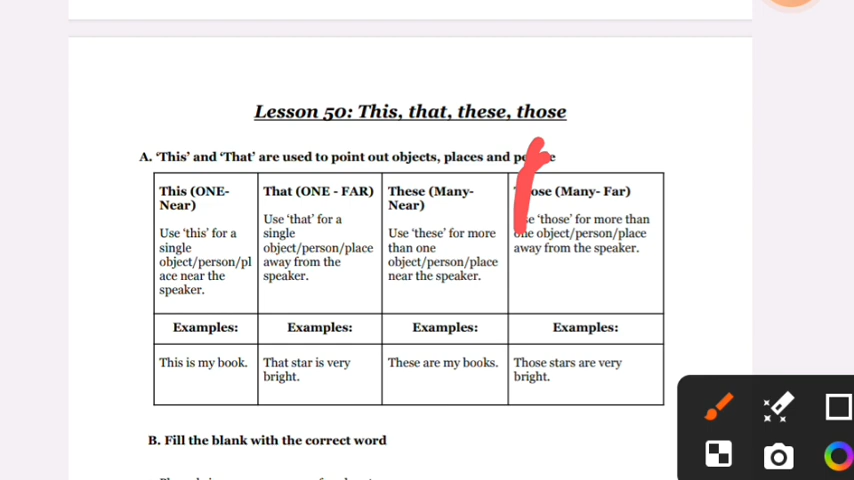 Lesson 50: This, that, these, those
A. 'This' and 'That' are used to point out objects, places and
This (ONE-
Near)
Use 'this' for a
single
object/person/pl
ace near the
speaker.
That (ONE - FAR)
Use 'that' for a
single
object/person/place
away from the
speaker.
These (Many-
Near)
Use 'these' for more
than one
object/person/place
near the speaker.
(Many- Far)
'those' for more than
one object/person/place
away from the speaker.
Examples:
Examples:
Examples:
Examples:
This is my book.
That star is very
bright.
These are my books.
Those stars are very
bright.
B. Fill the blank with the correct word